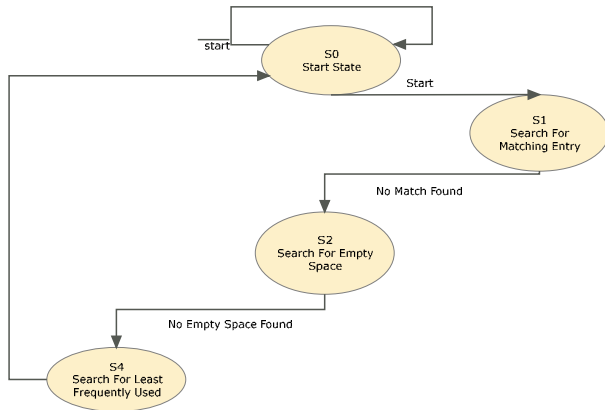 start
S0
Start State
Start
S1
Search For
Matching Entry
No Match Found
S2
Search For Empty
Space
No Empty Space Found
S4
Search For Least
Frequently Used